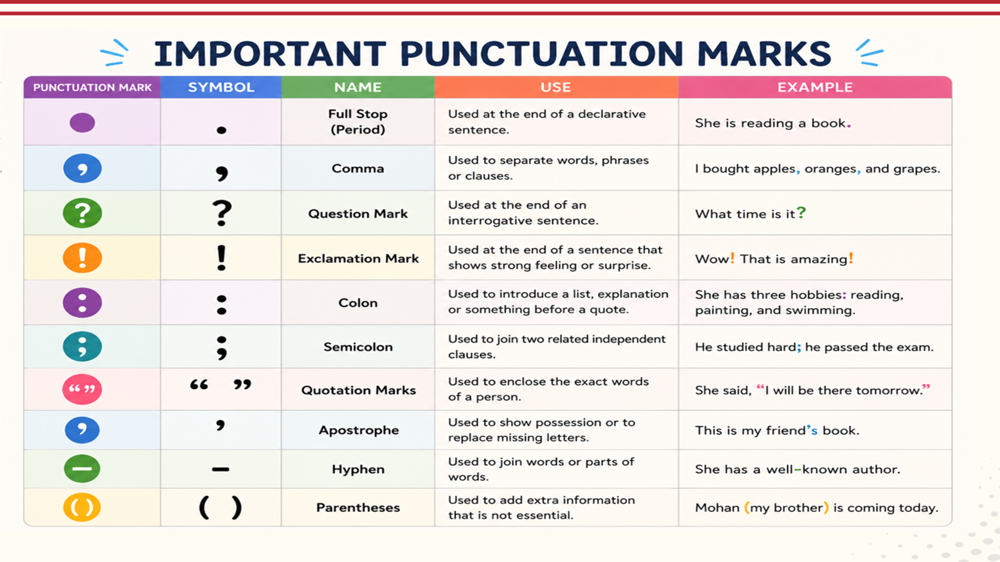 IMPORTANT PUNCTUATION MARKS
PUNCTUATION MARK SYMBOL NAME USE EXAMPLE
. Full Stop (Period) Used at the end of a declarative sentence. She is reading a book.
, , Comma Used to separate words, phrases or clauses. I bought apples, oranges, and grapes.
? ? Question Mark Used at the end of an interrogative sentence. What time is it?
! ! Exclamation Mark Used at the end of a sentence that shows strong feeling or surprise. Wow! That is amazing!
: : Colon Used to introduce a list, explanation or something before a quote. She has three hobbies: reading, painting, and swimming.
; ; Semicolon Used to join two related independent clauses. He studied hard; he passed the exam.
“ ” “ ” Quotation Marks Used to enclose the exact words of a person. She said, “I will be there tomorrow.”
’ ’ Apostrophe Used to show possession or to replace missing letters. This is my friend’s book.
– – Hyphen Used to join words or parts of words. She has a well–known author.
( ) ( ) Parentheses Used to add extra information that is not essential. Mohan (my brother) is coming today.